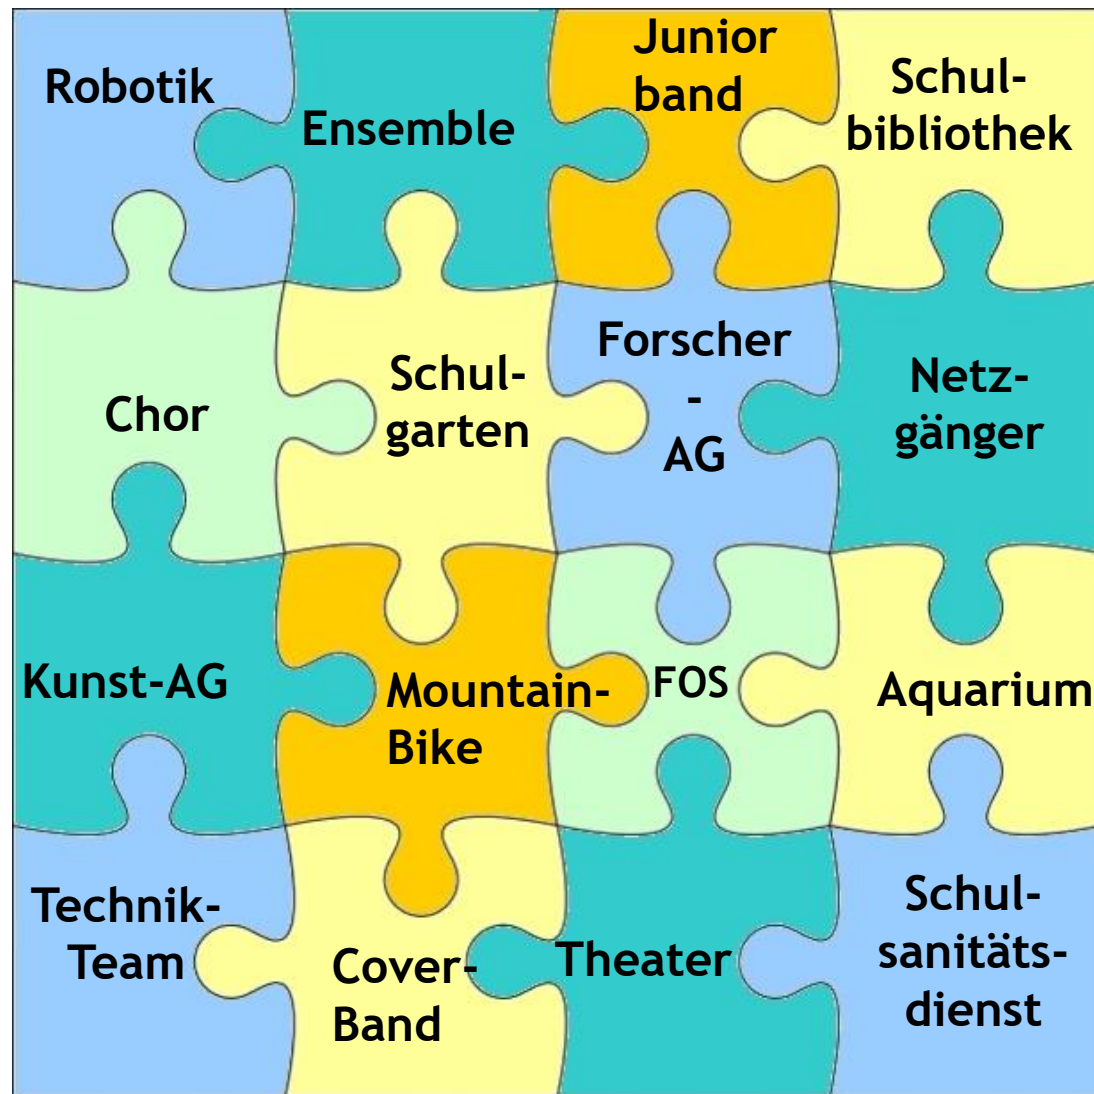 Robotik
Ensemble
Junior
band
Schul-
bibliothek
Chor
Schul-
garten
Forscher
-
AG
Netz-
gänger
Kunst-AG
Mountain-
Bike
FOS
Aquarium
Technik-
Team
Cover-
Band
Theater
Schul-
sanitäts-
dienst